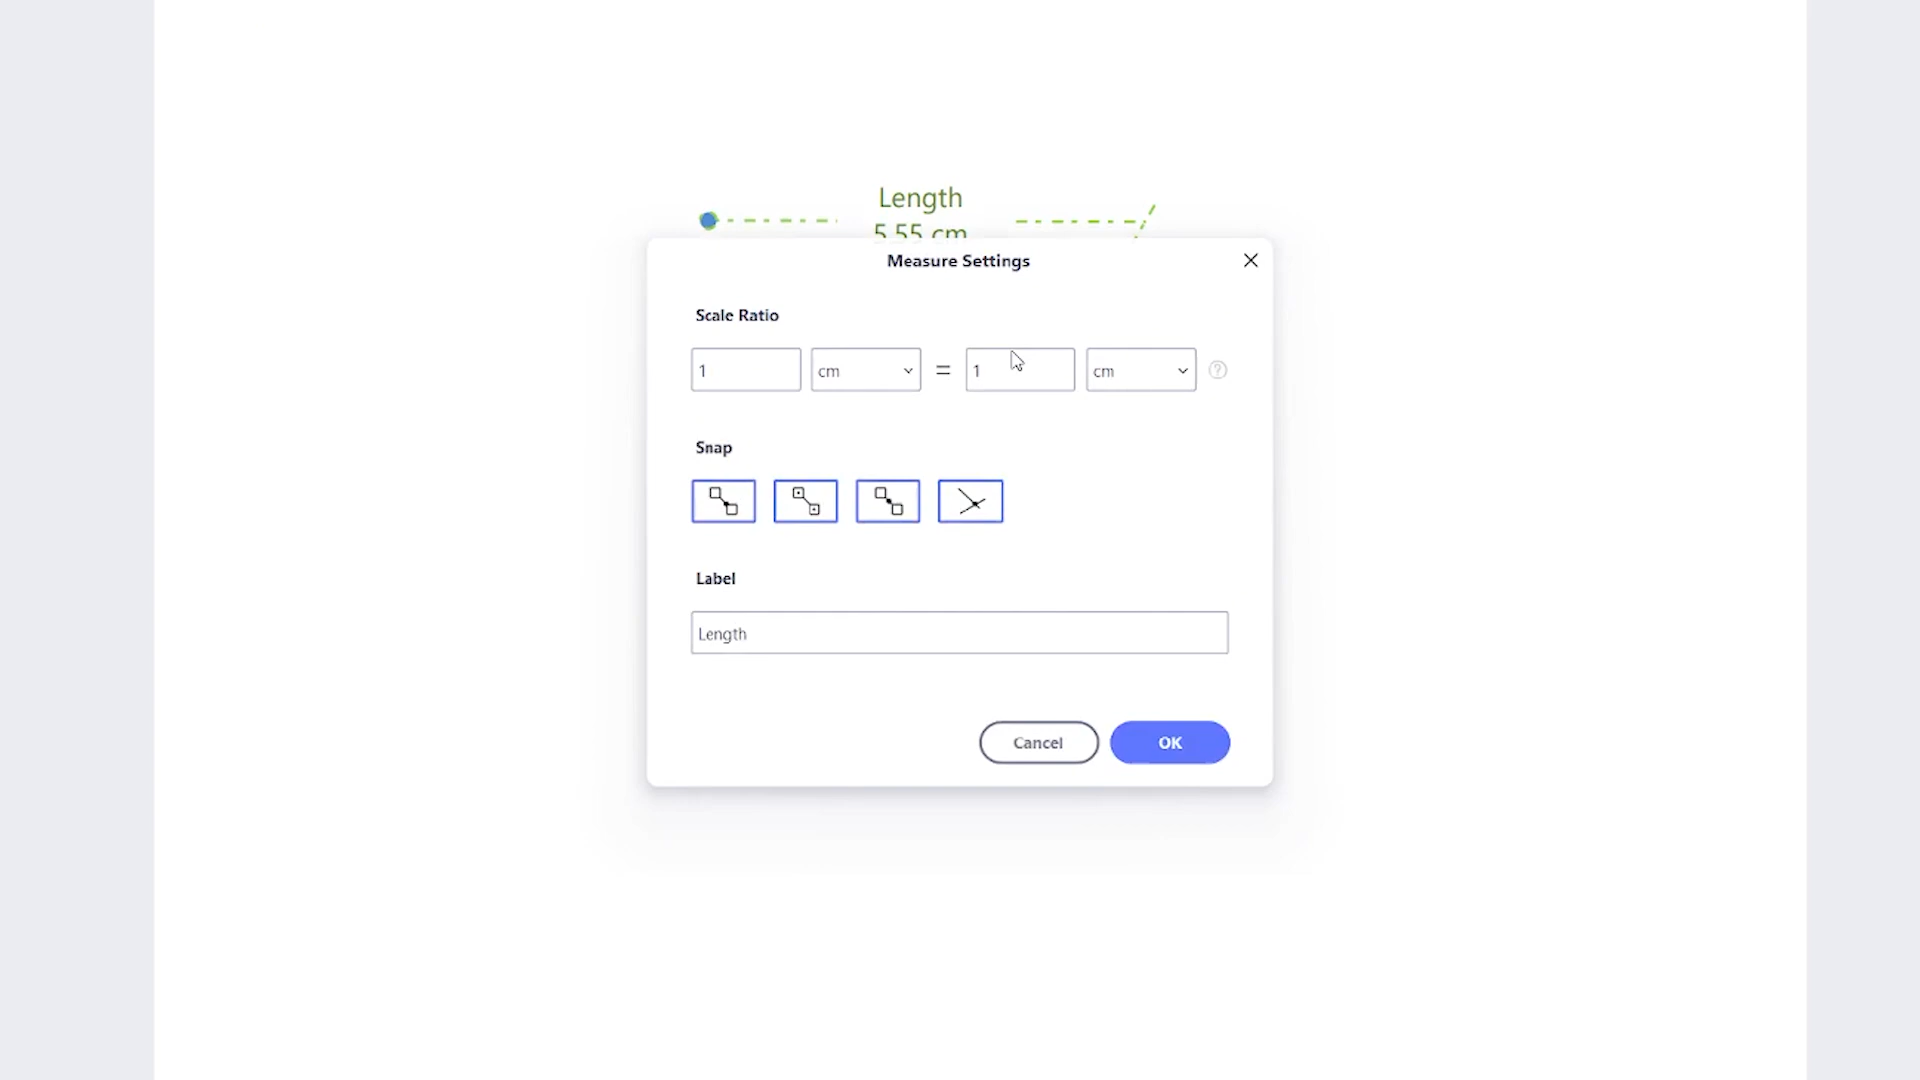 Length
5.55 cm
Measure Settings
Scale Ratio
1 cm = 1 cm ?
Snap
Label
Length
Cancel OK